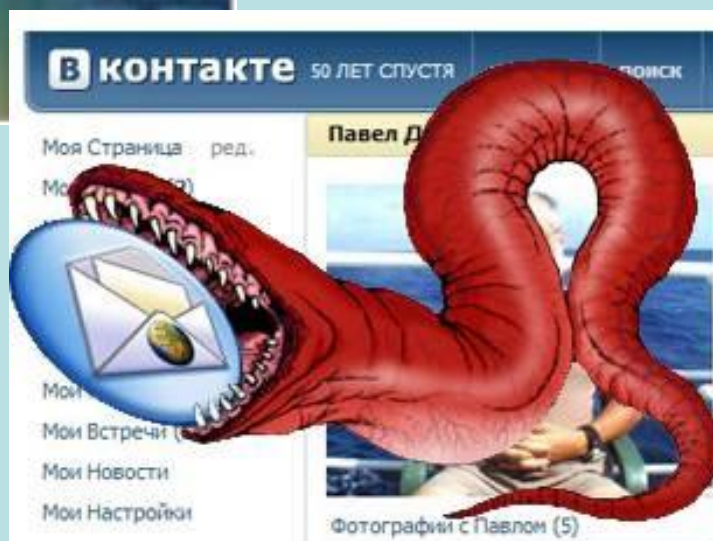 В контакте 50 ЛЕТ СПУСТЯ поиск
Моя Страница ред.
Павел
Мои Встречи
Мои Новости
Мои Настройки
Фотографии с Павлом (5)